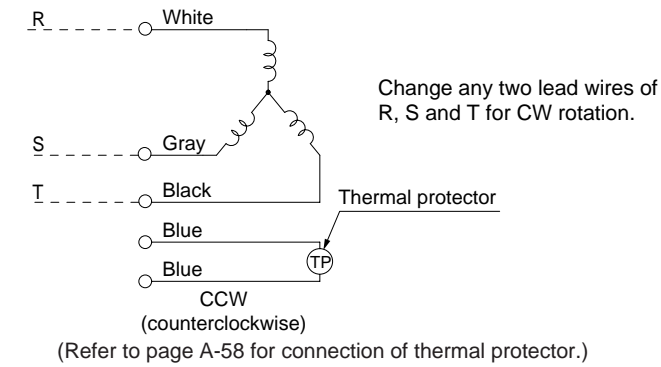 R
White
Change any two lead wires of
R, S and T for CW rotation.
S
Gray
T
Black
Thermal protector
Blue
TP
Blue
CCW
(counterclockwise)
(Refer to page A-58 for connection of thermal protector.)